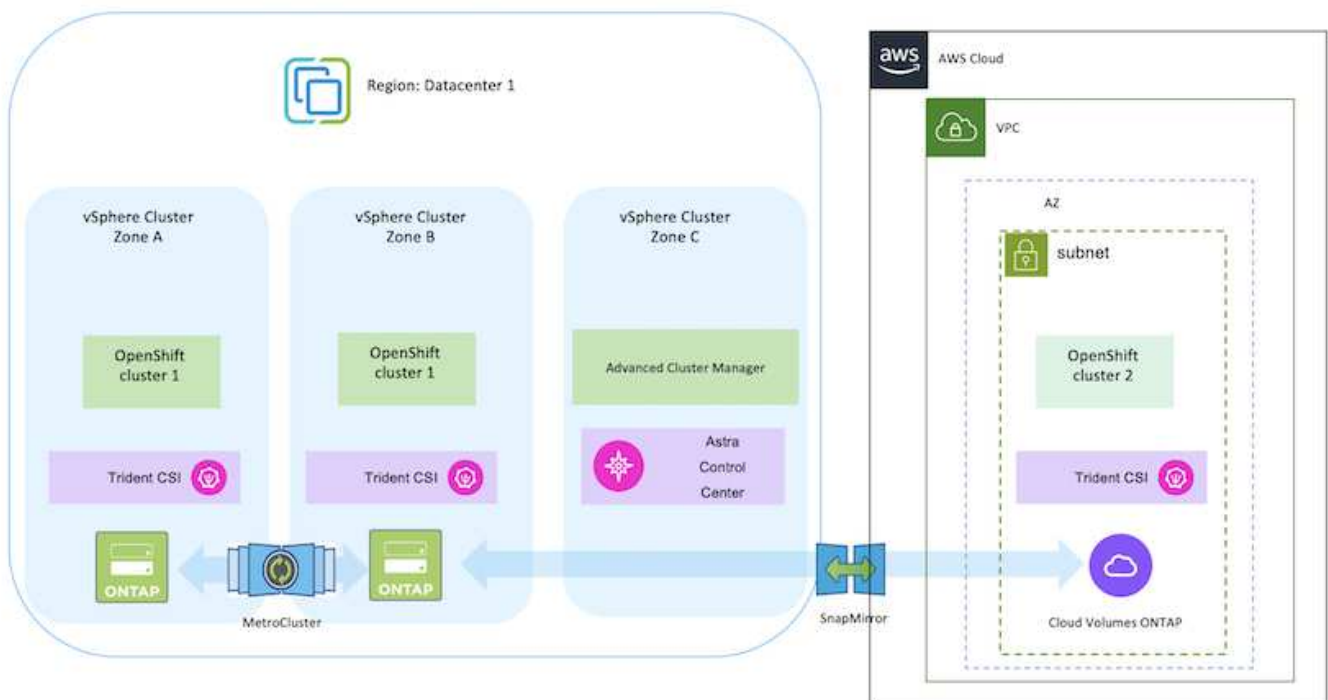 Region: Datacenter 1
vSphere Cluster
Zone A
OpenShift
cluster 1
Trident CSI
ONTAP
MetroCluster
vSphere Cluster
Zone B
OpenShift
cluster 1
Trident CSI
ONTAP
vSphere Cluster
Zone C
Advanced Cluster Manager
Astra
Control
Center
SnapMirror
aws
AWS Cloud
VPC
AZ
subnet
OpenShift
cluster 2
Trident CSI
Cloud Volumes ONTAP